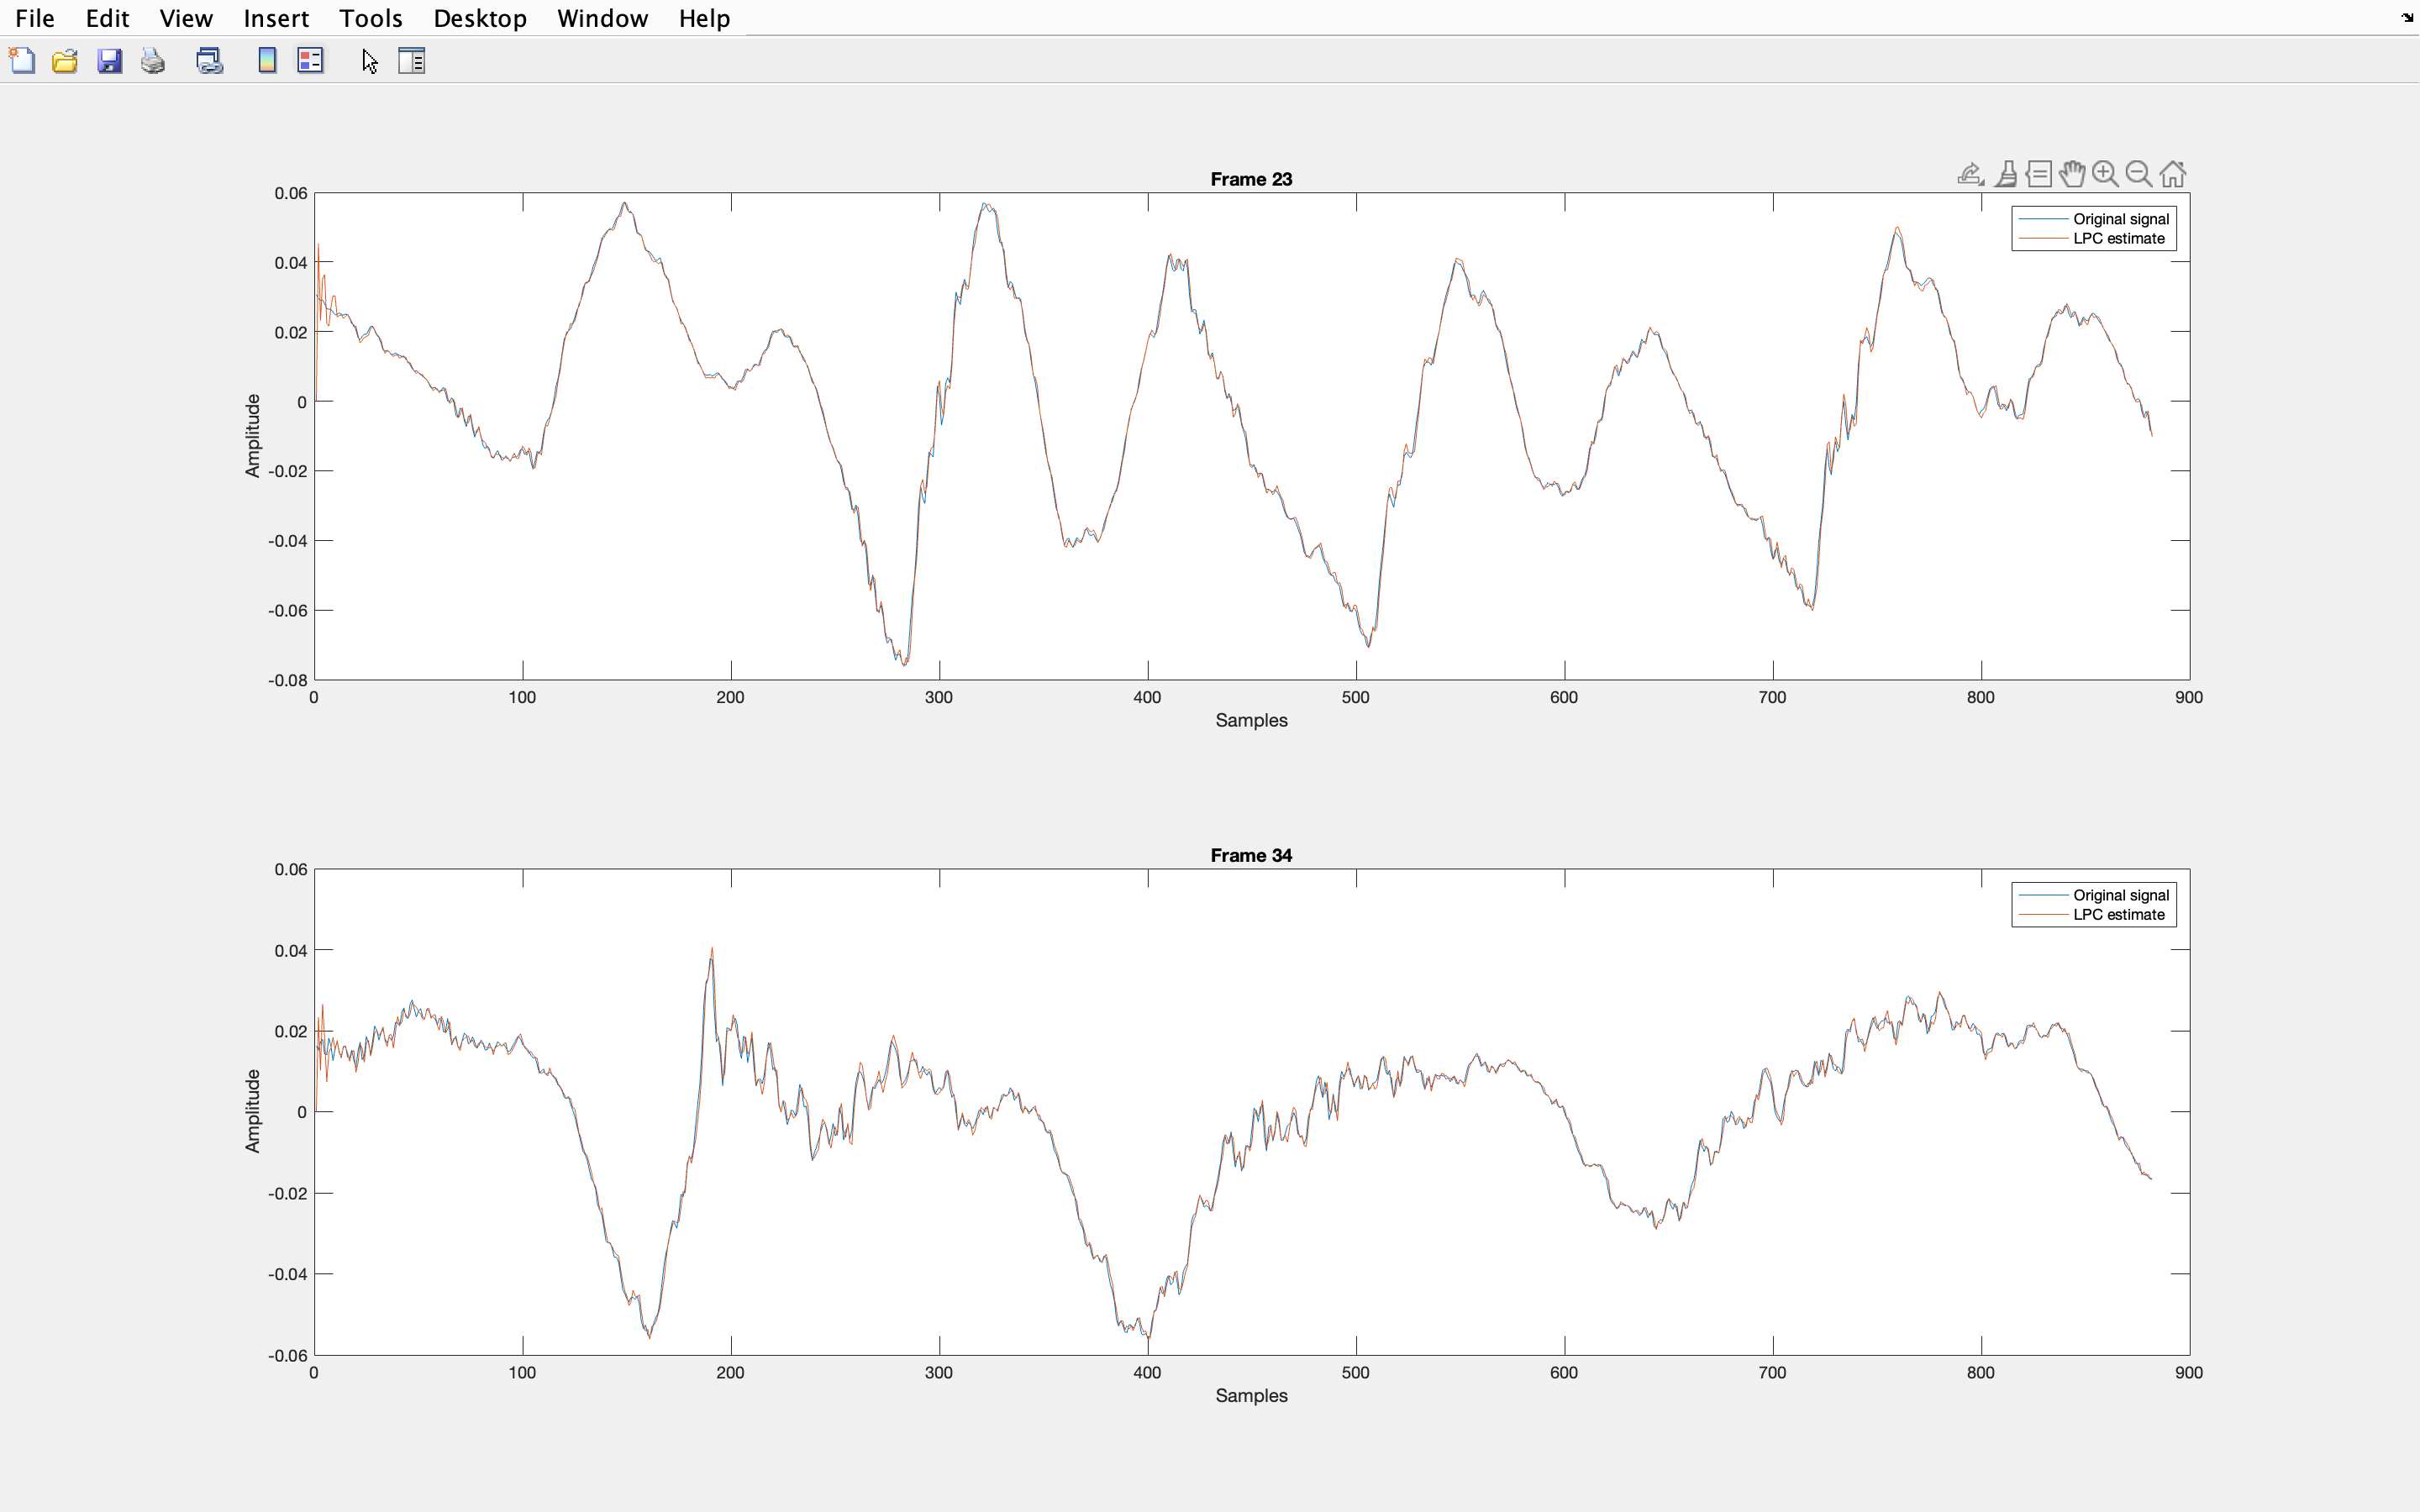 File Edit View Insert Tools Desktop Window Help
Frame 23
Original signal
LPC estimate
0.06
0.04
0.02
0
-0.02
-0.04
-0.06
-0.08
Amplitude
0 100 200 300 400 500 600 700 800 900
Samples
Frame 34
Original signal
LPC estimate
0.06
0.04
0.02
0
-0.02
-0.04
-0.06
Amplitude
0 100 200 300 400 500 600 700 800 900
Samples